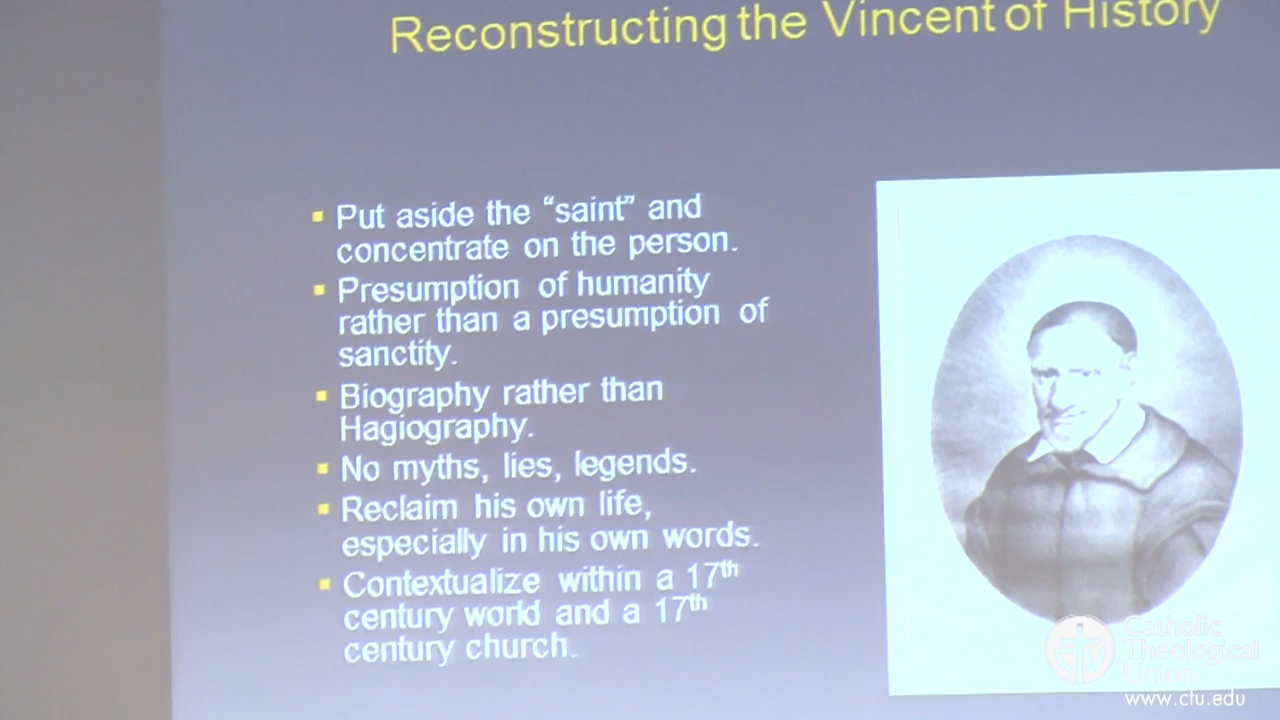 Reconstructing the Vincent of History
▪ Put aside the “saint” and
concentrate on the person.
▪ Presumption of humanity
rather than a presumption of
sanctity.
▪ Biography rather than
Hagiography.
▪ No myths, lies, legends.
▪ Reclaim his own life,
especially in his own words.
▪ Contextualize within a 17th
century world and a 17th
century church.
Catholic
Theological
Union
www.ctu.edu